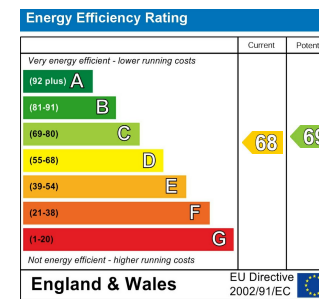 Energy Efficiency Rating
Current Potent
Very energy efficient - lower running costs
(92 plus) A
(81-91) B
(69-80) C
(55-68) D
(39-54) E
(21-38) F
(1-20) G
68
69
Not energy efficient - higher running costs
England & Wales
EU Directive
2002/91/EC